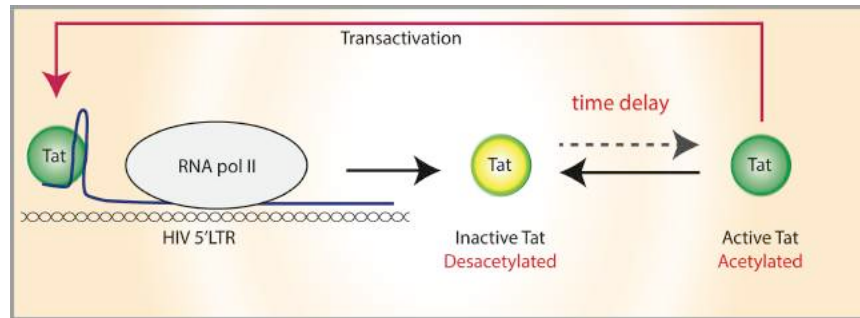 Transactivation
time delay
Tat
RNA pol II
Tat
Tat
HIV 5'LTR
Inactive Tat
Desacetylated
Active Tat
Acetylated